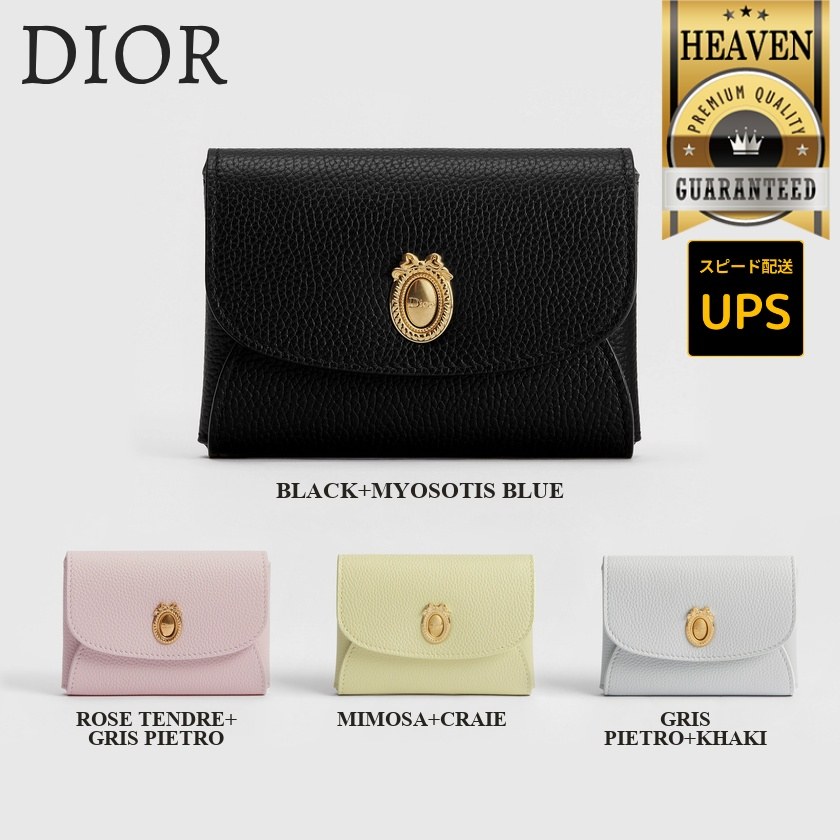 DIOR
HEAVEN
PREMIUM QUALITY
GUARANTEED
スピード配送
UPS
Dior
BLACK+MYOSOTIS BLUE
ROSE TENDRE+
GRIS PIETRO
MIMOSA+CRAIE
GRIS
PIETRO+KHAKI